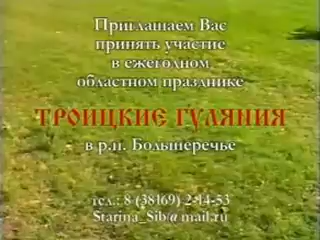 Приглашаем Вас
принять участие
в ежегодном
областном празднике
ТРОИЦКИЕ ГУЛЯНИЯ
в р.п. Большеречье
тел.: 8 (38169) 2-14-53
Starina_Sib@mail.ru